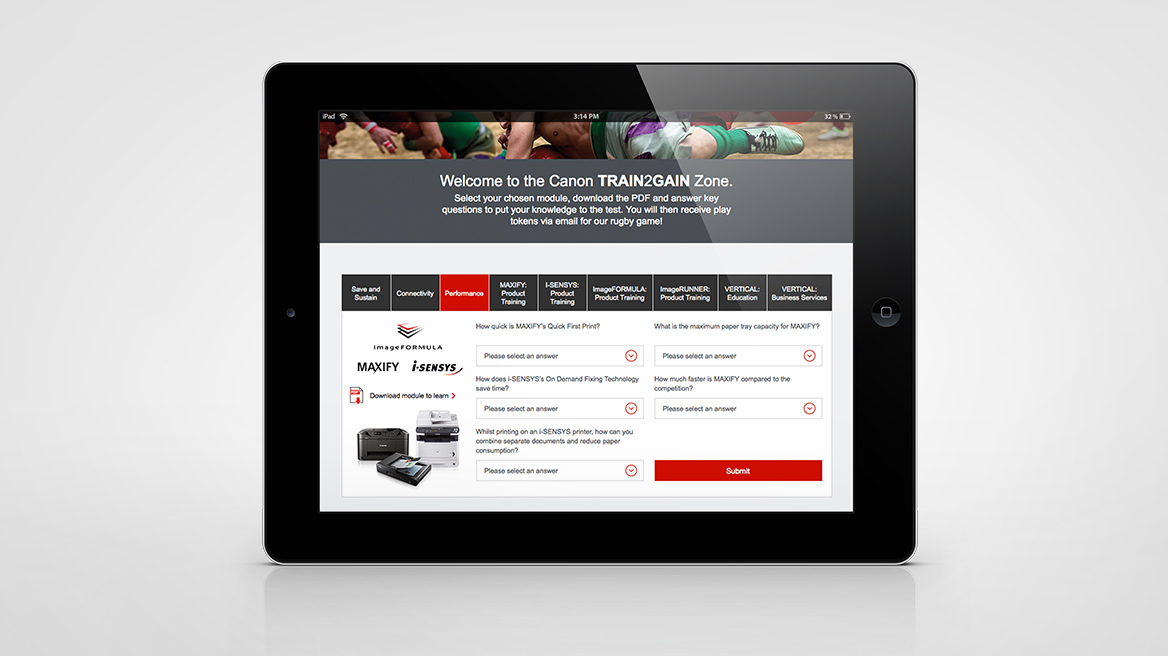 iPad 3:14 PM 32%
Welcome to the Canon TRAIN2GAIN Zone.
Select your chosen module, download the PDF and answer key
questions to put your knowledge to the test. You will then receive play
tokens via email for our rugby game!
Save and
Sustain
Connectivity
Performance
MAXIFY:
Product
Training
I-SENSYS:
Product
Training
ImageFORMULA:
Product Training
ImageRUNNER:
Product Training
VERTICAL:
Education
VERTICAL:
Business Services
imageFORMULA
MAXIFY i-SENSYS
PDF
Download module to learn
How quick is MAXIFY's Quick First Print?
Please select an answer
What is the maximum paper tray capacity for MAXIFY?
Please select an answer
How does i-SENSYS's On Demand Fixing Technology
save time?
Please select an answer
How much faster is MAXIFY compared to the
competition?
Please select an answer
Whilst printing on an i-SENSYS printer, how can you
combine separate documents and reduce paper
consumption?
Please select an answer
Submit